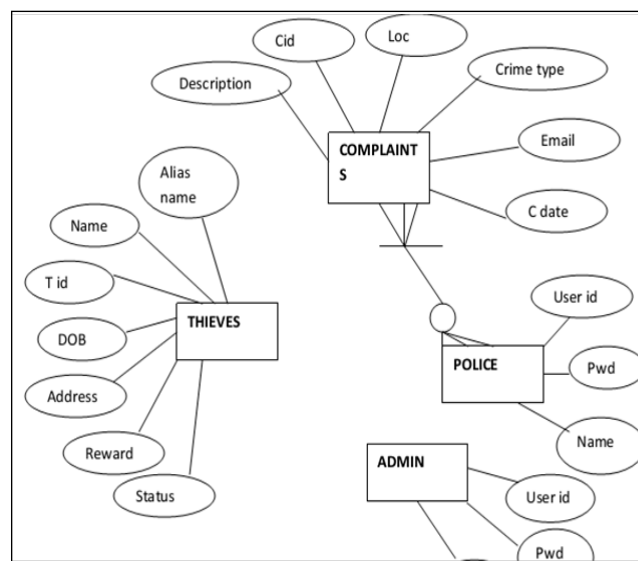 Cid
Loc
Description
Crime type
COMPLAINT
S
Email
C date
Alias
name
Name
T id
THIEVES
DOB
Address
Reward
Status
User id
POLICE
Pwd
Name
ADMIN
User id
Pwd